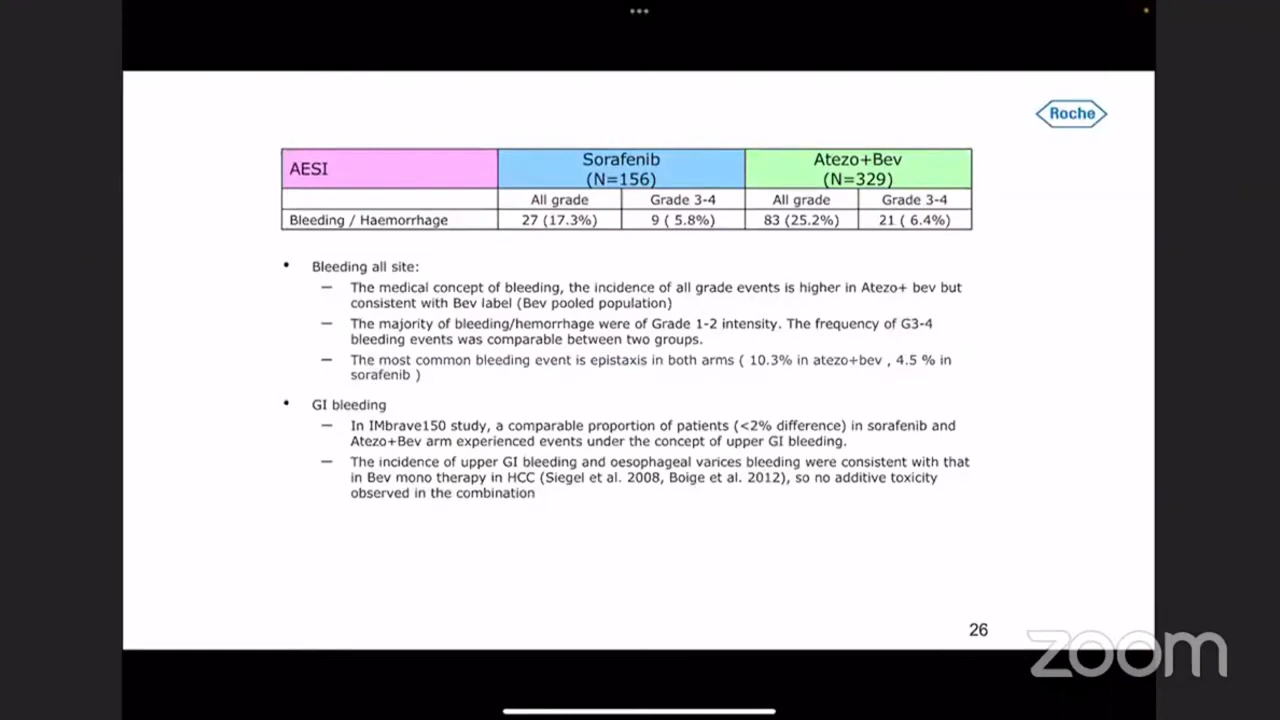 Roche
AESI
Sorafenib
(N=156)
Atezo+Bev
(N=329)
All grade
Grade 3-4
All grade
Grade 3-4
Bleeding / Haemorrhage
27 (17.3%)
9 ( 5.8%)
83 (25.2%)
21 ( 6.4%)
• Bleeding all site:
— The medical concept of bleeding, the incidence of all grade events is higher in Atezo+ bev but
consistent with Bev label (Bev pooled population)
— The majority of bleeding/hemorrhage were of Grade 1-2 intensity. The frequency of G3-4
bleeding events was comparable between two groups.
— The most common bleeding event is epistaxis in both arms ( 10.3% in atezo+bev , 4.5 % in
sorafenib )
• GI bleeding
— In IMbrave150 study, a comparable proportion of patients (<2% difference) in sorafenib and
Atezo+Bev arm experienced events under the concept of upper GI bleeding.
— The incidence of upper GI bleeding and oesophageal varices bleeding were consistent with that
in Bev mono therapy in HCC (Siegel et al. 2008, Boige et al. 2012), so no additive toxicity
observed in the combination
26
zoom